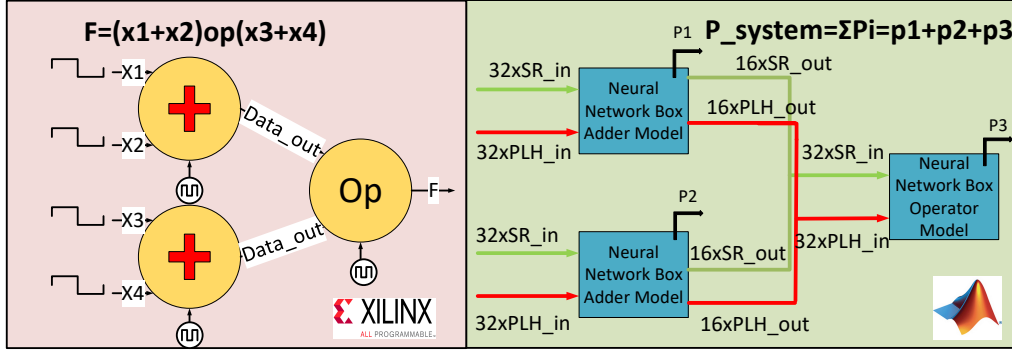 F=(x1+x2)op(x3+x4)
X1
X2
Data_out
Op
F
X3
X4
Data_out
XILINX
ALL PROGRAMMABLE™
P_system=ΣPi=p1+p2+p3
P1
32xSR_in
16xSR_out
Neural
Network Box
Adder Model
16xPLH_out
32xPLH_in
P2
32xSR_in
Neural
Network Box
Adder Model
16xSR_out
32xPLH_in
16xPLH_out
P3
32xSR_in
Neural
Network Box
Operator
Model
32xPLH_in